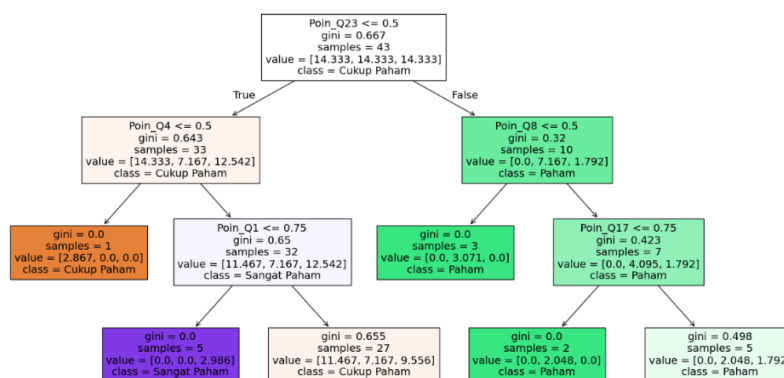 Poin_Q23 <= 0.5
gini = 0.667
samples = 43
value = [14.333, 14.333, 14.333]
class = Cukup Paham
True
False
Poin_Q4 <= 0.5
gini = 0.643
samples = 33
value = [14.333, 7.167, 12.542]
class = Cukup Paham
Poin_Q8 <= 0.5
gini = 0.32
samples = 10
value = [0.0, 7.167, 1.792]
class = Paham
gini = 0.0
samples = 1
value = [2.867, 0.0, 0.0]
class = Cukup Paham
Poin_Q1 <= 0.75
gini = 0.65
samples = 32
value = [11.467, 7.167, 12.542]
class = Sangat Paham
gini = 0.0
samples = 3
value = [0.0, 3.071, 0.0]
class = Paham
Poin_Q17 <= 0.75
gini = 0.423
samples = 7
value = [0.0, 4.095, 1.792]
class = Paham
gini = 0.0
samples = 5
value = [0.0, 0.0, 2.986]
class = Sangat Paham
gini = 0.655
samples = 27
value = [11.467, 7.167, 9.556]
class = Cukup Paham
gini = 0.0
samples = 2
value = [0.0, 2.048, 0.0]
class = Paham
gini = 0.498
samples = 5
value = [0.0, 2.048, 1.792]
class = Paham